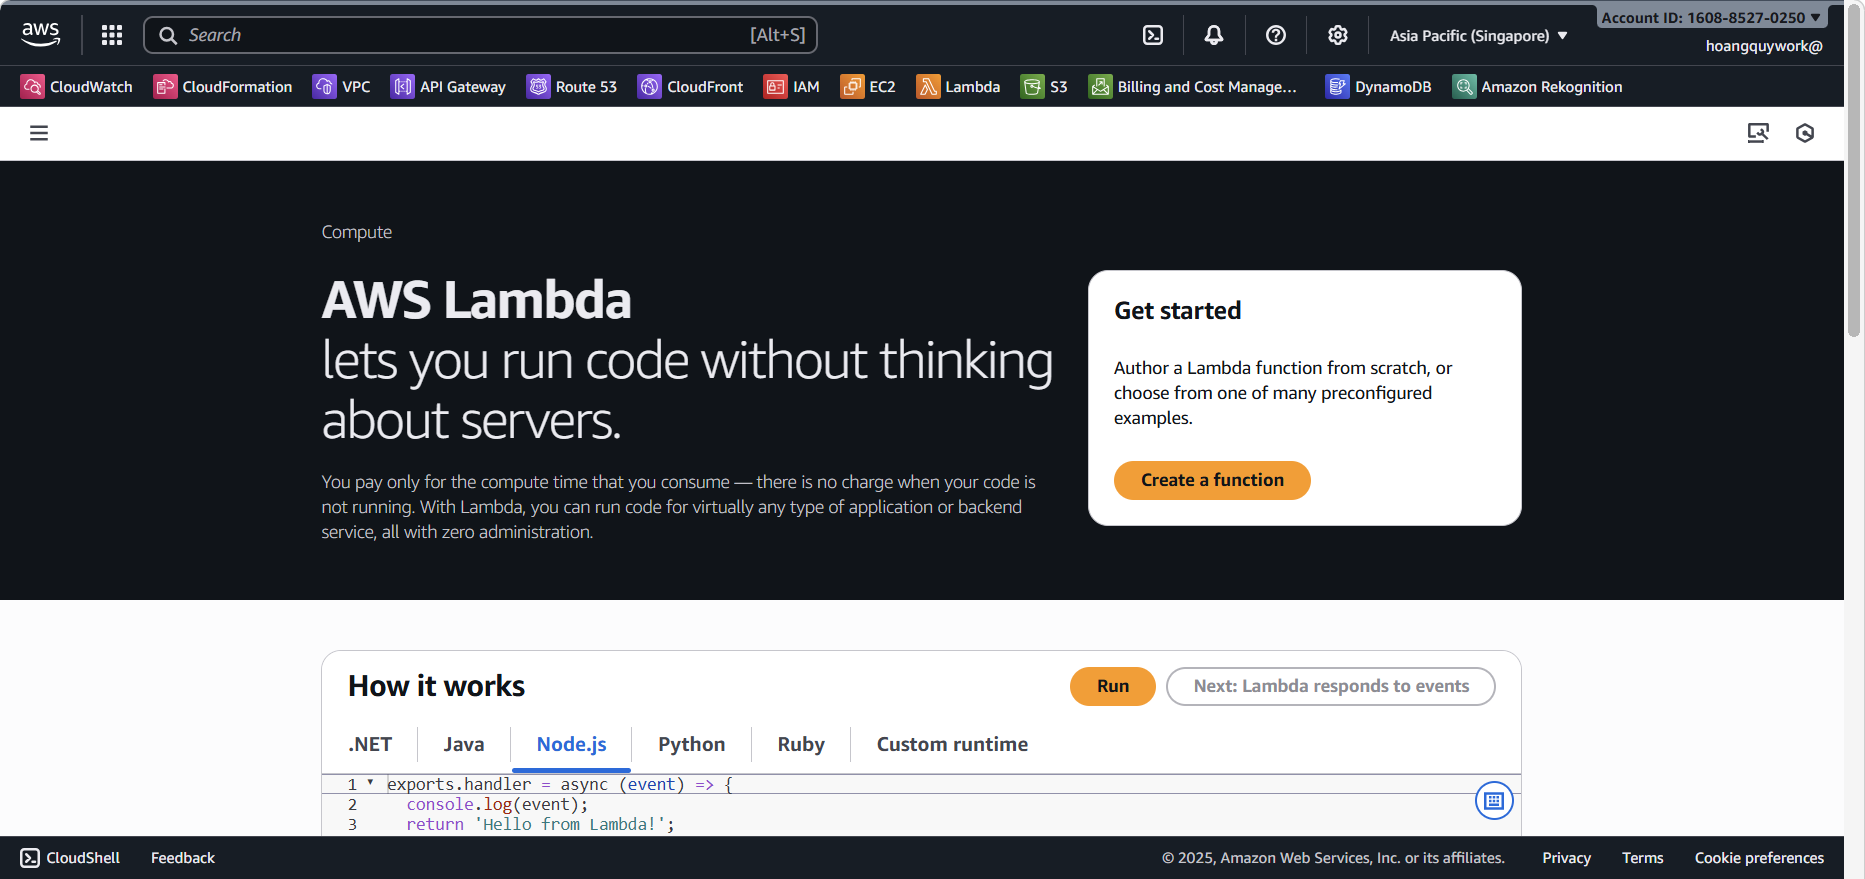 aws
Search
[Alt+S]
Asia Pacific (Singapore)
Account ID: 1608-8527-0250
hoangquywork@
CloudWatch
CloudFormation
VPC
API Gateway
Route 53
CloudFront
IAM
EC2
Lambda
S3
Billing and Cost Manage...
DynamoDB
Amazon Rekognition
Compute
AWS Lambda
lets you run code without thinking
about servers.
You pay only for the compute time that you consume — there is no charge when your code is
not running. With Lambda, you can run code for virtually any type of application or backend
service, all with zero administration.
Get started
Author a Lambda function from scratch, or
choose from one of many preconfigured
examples.
Create a function
How it works
Run
Next: Lambda responds to events
.NET
Java
Node.js
Python
Ruby
Custom runtime
1 exports.handler = async (event) => {
2 console.log(event);
3 return 'Hello from Lambda!';
CloudShell
Feedback
© 2025, Amazon Web Services, Inc. or its affiliates.
Privacy
Terms
Cookie preferences